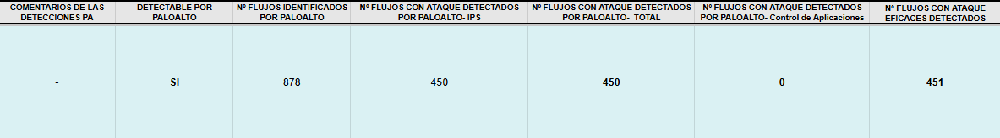 COMENTARIOS DE LAS DETECCIONES PA
DETECTABLE POR PALOALTO
Nº FLUJOS IDENTIFICADOS POR PALOALTO
Nº FLUJOS CON ATAQUE DETECTADOS POR PALOALTO- IPS
Nº FLUJOS CON ATAQUE DETECTADOS POR PALOALTO- TOTAL
Nº FLUJOS CON ATAQUE DETECTADOS POR PALOALTO- Control de Aplicaciones
Nº FLUJOS CON ATAQUE EFICACES DETECTADOS
-
SI
878
450
450
0
451